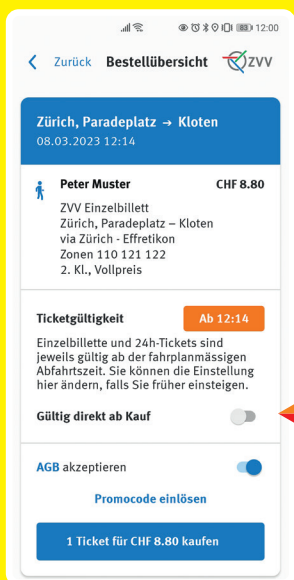 12:00
Zurück Bestellübersicht ZVV
Zürich, Paradeplatz → Kloten
08.03.2023 12:14
Peter Muster CHF 8.80
ZVV Einzelbillett
Zürich, Paradeplatz – Kloten
via Zürich - Effretikon
Zonen 110 121 122
2. Kl., Vollpreis
Ticketgültigkeit Ab 12:14
Einzelbillette und 24h-Tickets sind
jeweils gültig ab der fahrplanmässigen
Abfahrtszeit. Sie können die Einstellung
hier ändern, falls Sie früher einsteigen.
Gültig direkt ab Kauf
AGB akzeptieren
Promocode einlösen
1 Ticket für CHF 8.80 kaufen